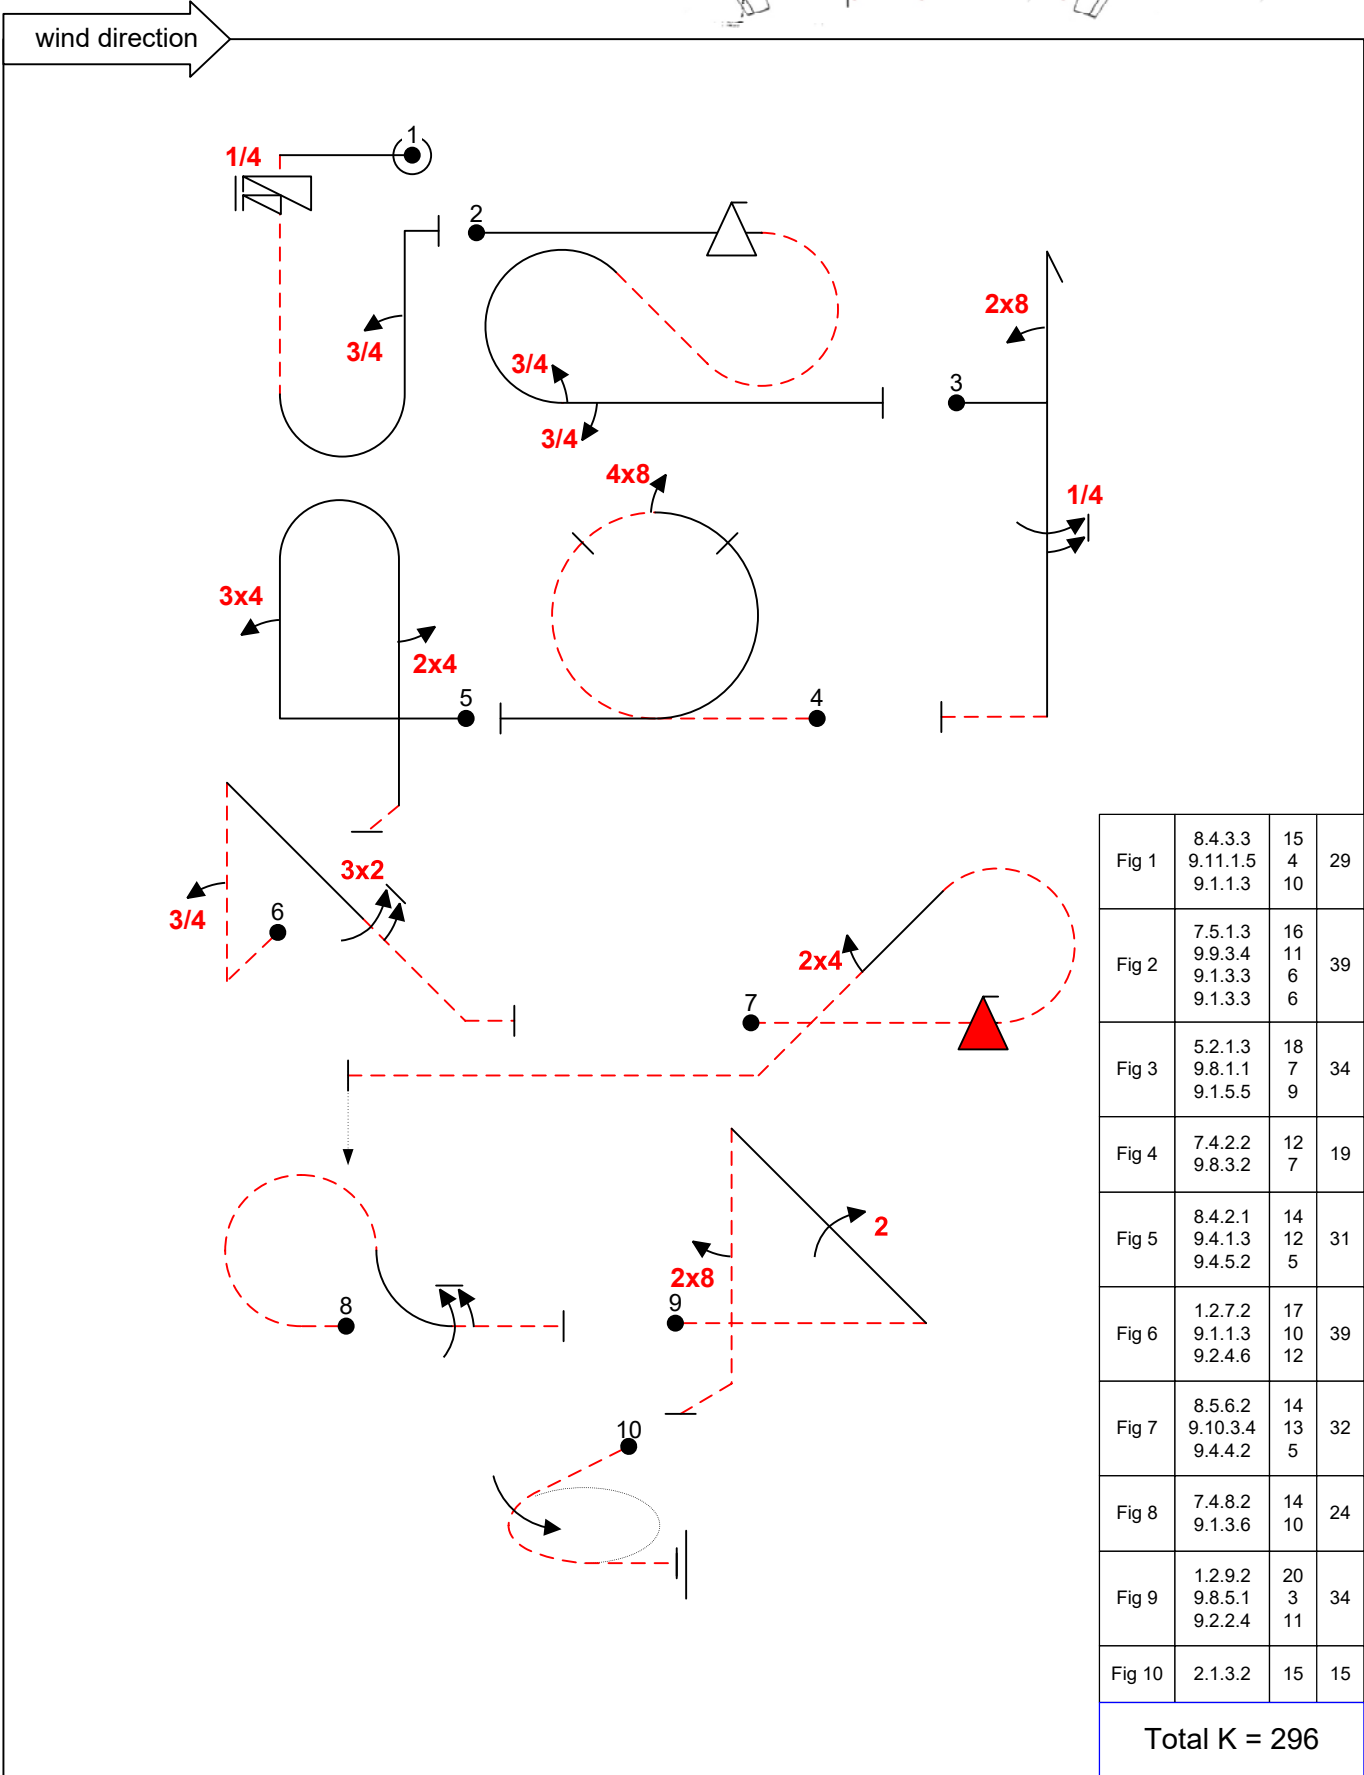 wind direction
1
1/4
2
3/4
2x8
3/4
3
3/4
4x8
1/4
3x4
2x4
5
4
3x2
3/4
6
2x4
7
2
2x8
8
9
10
Fig 1 8.4.3.3 15 29
9.11.1.5 4
9.1.1.3 10
Fig 2 7.5.1.3 16 39
9.9.3.4 11
9.1.3.3 6
9.1.3.3 6
Fig 3 5.2.1.3 18 34
9.8.1.1 7
9.1.5.5 9
Fig 4 7.4.2.2 12 19
9.8.3.2 7
Fig 5 8.4.2.1 14 31
9.4.1.3 12
9.4.5.2 5
Fig 6 1.2.7.2 17 39
9.1.1.3 10
9.2.4.6 12
Fig 7 8.5.6.2 14 32
9.10.3.4 13
9.4.4.2 5
Fig 8 7.4.8.2 14 24
9.1.3.6 10
Fig 9 1.2.9.2 20 34
9.8.5.1 3
9.2.2.4 11
Fig 10 2.1.3.2 15 15
Total K = 296